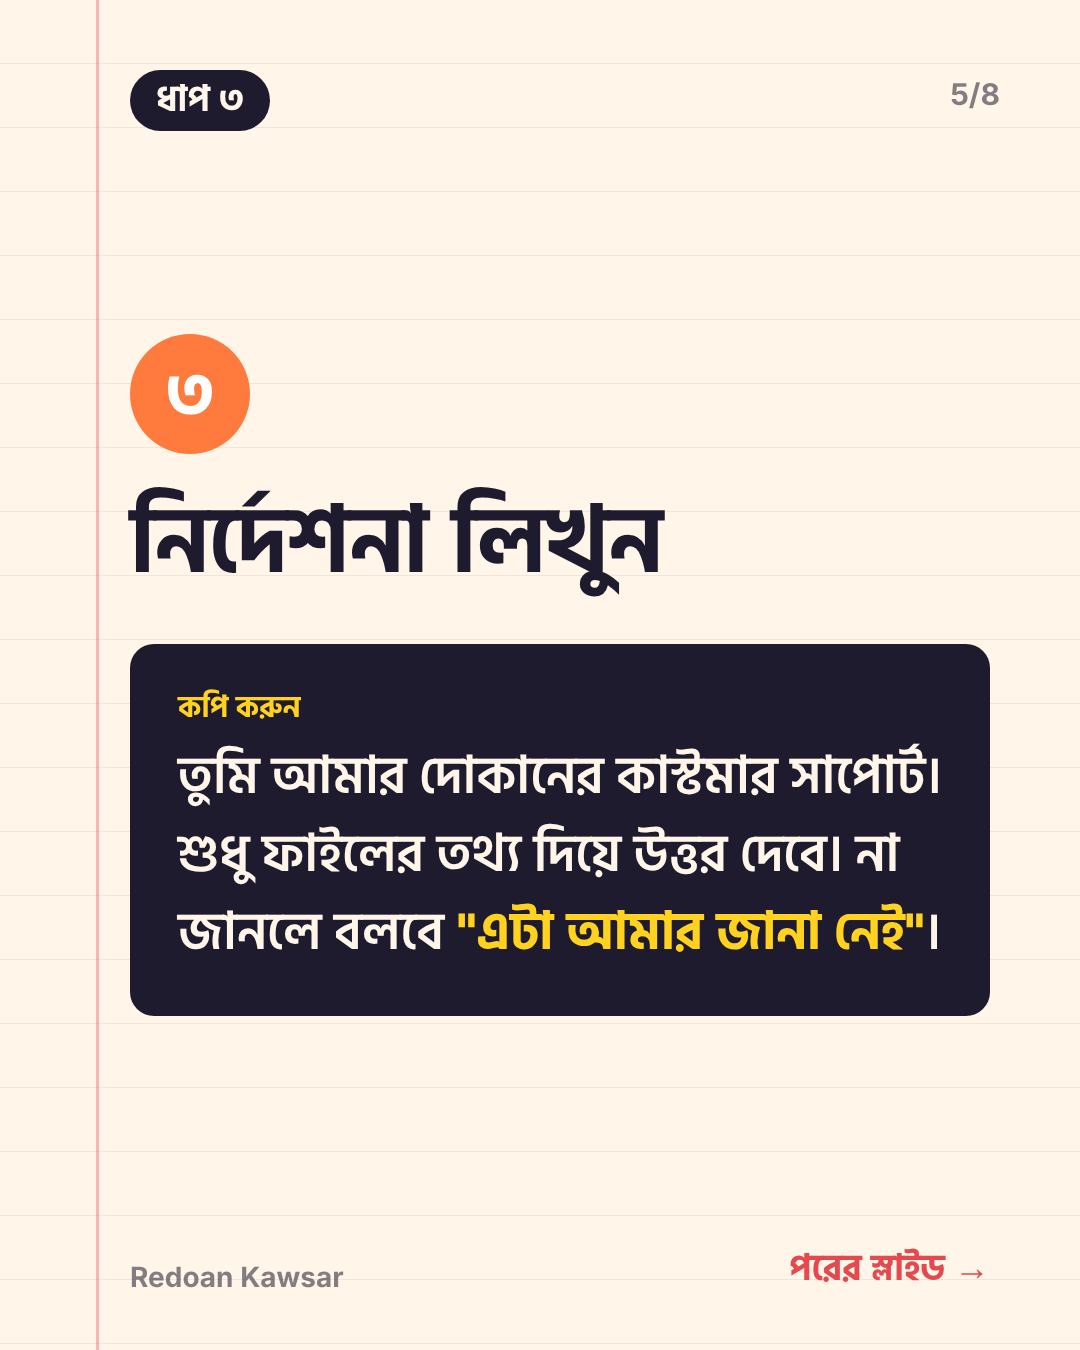 ধাপ ৩
5/8
৩
নির্দেশনা লিখুন
কপি করুন
তুমি আমার দোকানের কাস্টমার সাপোর্ট।
শুধু ফাইলের তথ্য দিয়ে উত্তর দেবে। না
জানলে বলবে "এটা আমার জানা নেই"।
Redoan Kawsar
পরের স্লাইড →